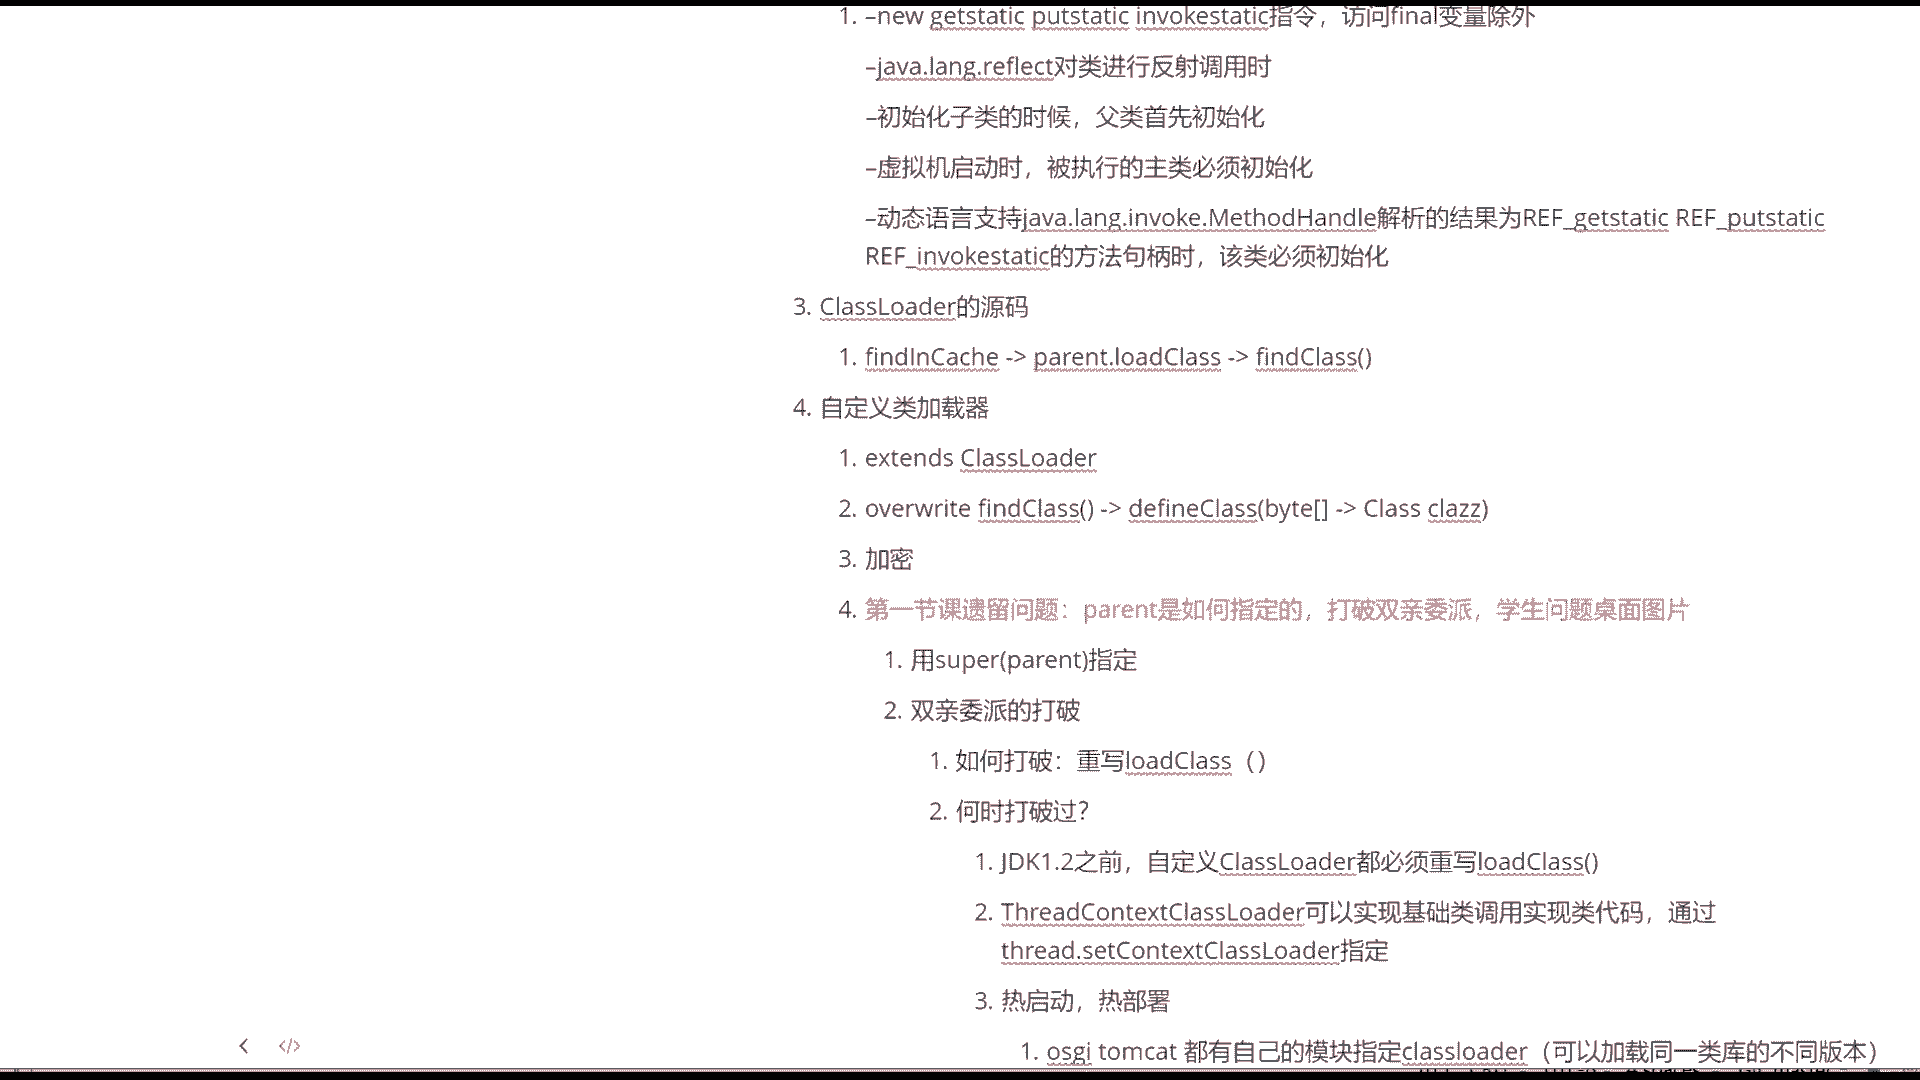 1. –new getstatic putstatic invokestatic指令，访问final变量除外
–java.lang.reflect对类进行反射调用时
–初始化子类的时候，父类首先初始化
–虚拟机启动时，被执行的主类必须初始化
–动态语言支持java.lang.invoke.MethodHandle解析的结果为REF_getstatic REF_putstatic
REF_invokestatic的方法句柄时，该类必须初始化
3. ClassLoader的源码
1. findInCache -> parent.loadClass -> findClass()
4. 自定义类加载器
1. extends ClassLoader
2. overwrite findClass() -> defineClass(byte[] -> Class clazz)
3. 加密
4. 第一节课遗留问题：parent是如何指定的，打破双亲委派，学生问题桌面图片
1. 用super(parent)指定
2. 双亲委派的打破
1. 如何打破：重写loadClass（）
2. 何时打破过？
1. JDK1.2之前，自定义ClassLoader都必须重写loadClass()
2. ThreadContextClassLoader可以实现基础类调用实现类代码，通过
thread.setContextClassLoader指定
3. 热启动，热部署
1. osgi tomcat 都有自己的模块指定classloader（可以加载同一类库的不同版本）
< </>